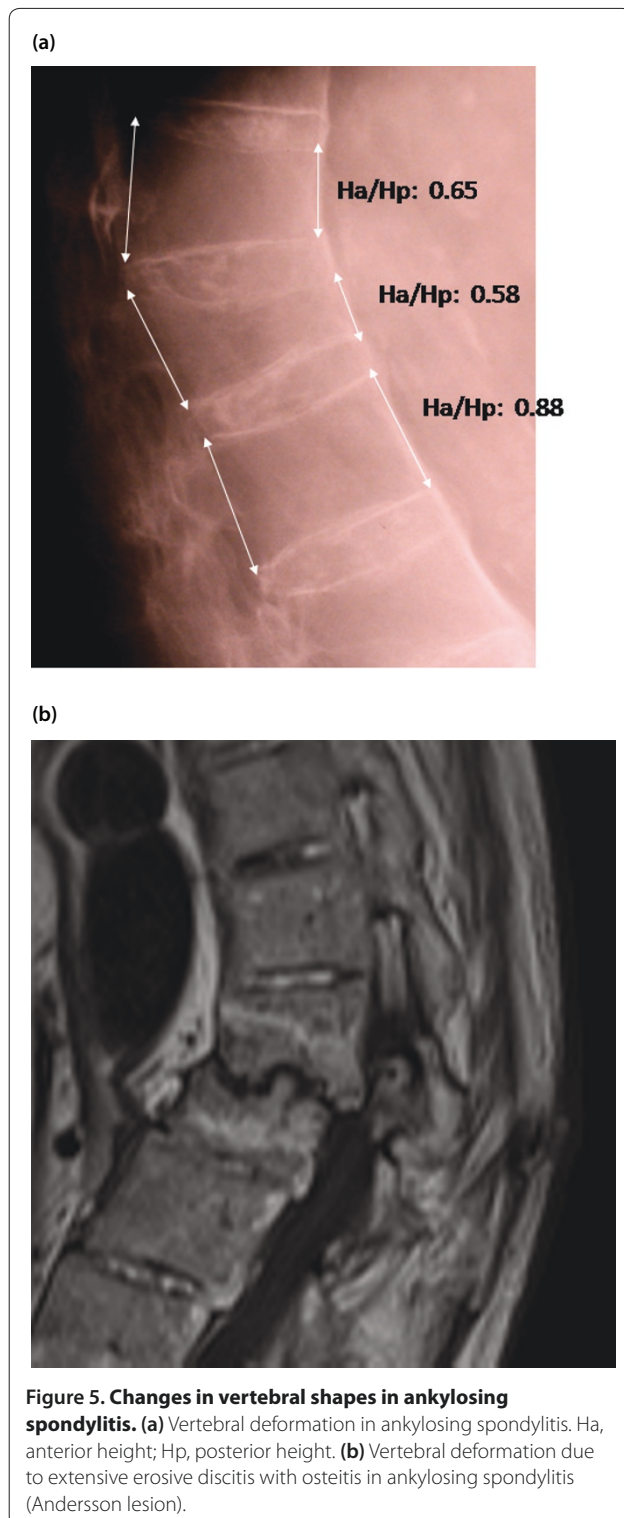 (a)
Ha/Hp: 0.65
Ha/Hp: 0.58
Ha/Hp: 0.88
(b)
Figure 5. Changes in vertebral shapes in ankylosing
spondylitis. (a) Vertebral deformation in ankylosing spondylitis. Ha,
anterior height; Hp, posterior height. (b) Vertebral deformation due
to extensive erosive discitis with osteitis in ankylosing spondylitis
(Andersson lesion).